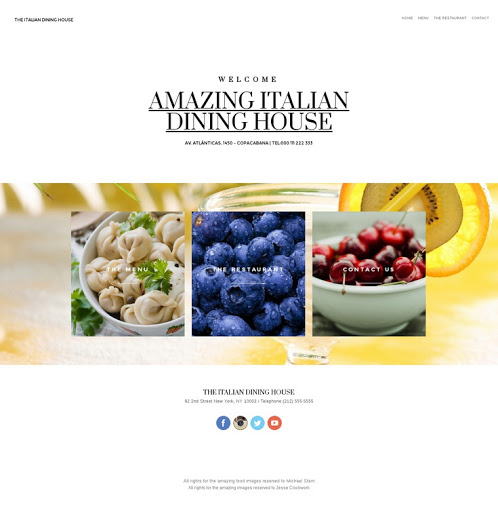 THE ITALIAN DINING HOUSE
HOME MENU THE RESTAURANT CONTACT
WELCOME
AMAZING ITALIAN
DINING HOUSE
AV. ATLÂNTICAS, 1450 - COPACABANA | TEL:000 111 222 333
THE MENU
THE RESTAURANT
CONTACT US
THE ITALIAN DINING HOUSE
92 2nd Street New York, NY 10003 / Telephone (212) 555-5555
All rights for the amazing food images reserved to Michael Stern
All rights for the amazing images reserved to Jesse Clockwork